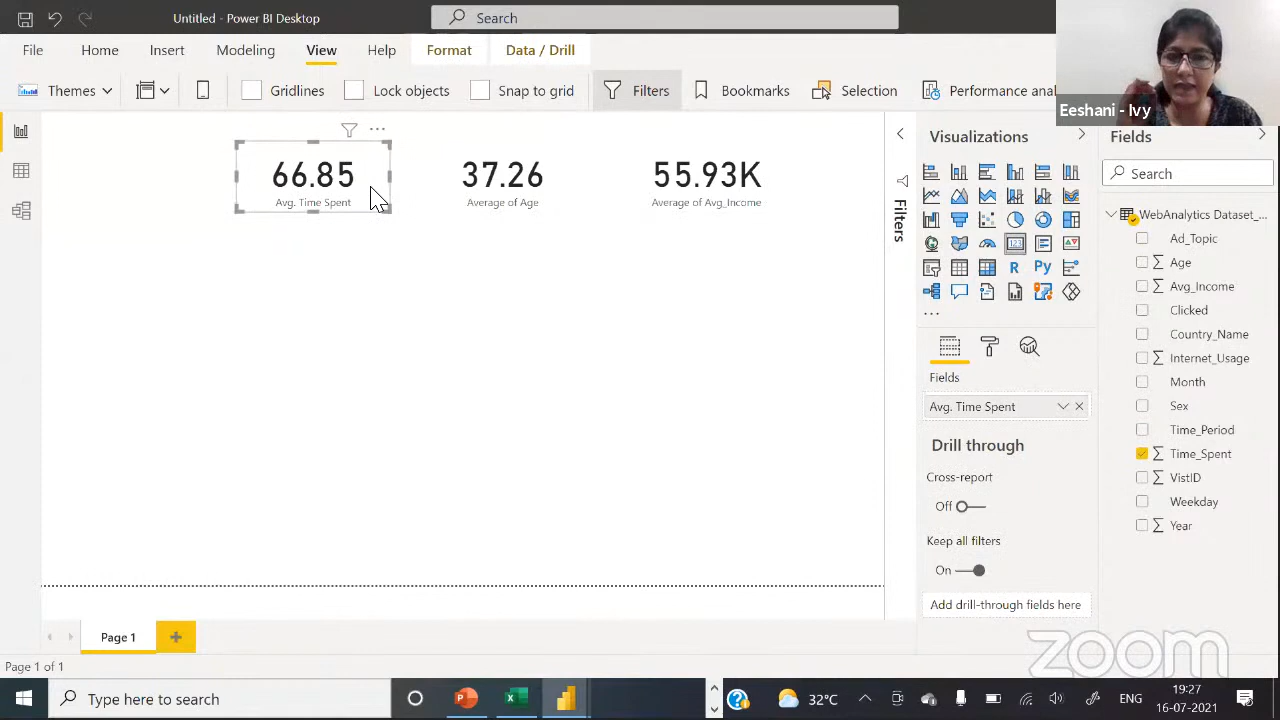 Untitled - Power BI Desktop
Search
File
Home
Insert
Modeling
View
Help
Format
Data / Drill
Themes
Gridlines
Lock objects
Snap to grid
Filters
Bookmarks
Selection
Performance analy
Eeshani - Ivy
66.85
Avg. Time Spent
37.26
Average of Age
55.93K
Average of Avg_Income
Filters
Visualizations
123
R
Py
...
Fields
Avg. Time Spent
Drill through
Cross-report
Off
Keep all filters
On
Add drill-through fields here
Fields
Search
WebAnalytics Dataset_...
Ad_Topic
Age
Avg_Income
Clicked
Country_Name
Internet_Usage
Month
Sex
Time_Period
Time_Spent
VistID
Weekday
Year
Page 1
Page 1 of 1
zoom
Type here to search
32°C
ENG
19:27
16-07-2021